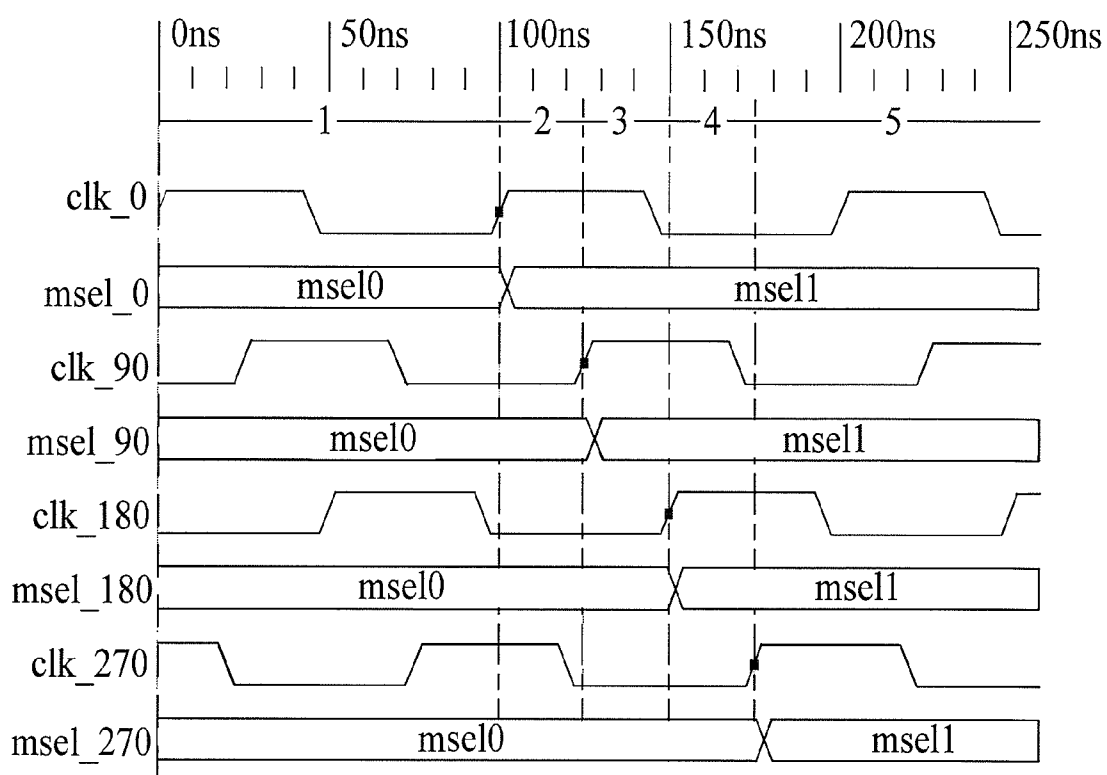 0ns 50ns 100ns 150ns 200ns 250ns
1 2 3 4 5
clk_0
msel_0 msel0 msel1
clk_90
msel_90 msel0 msel1
clk_180
msel_180 msel0 msel1
clk_270
msel_270 msel0 msel1